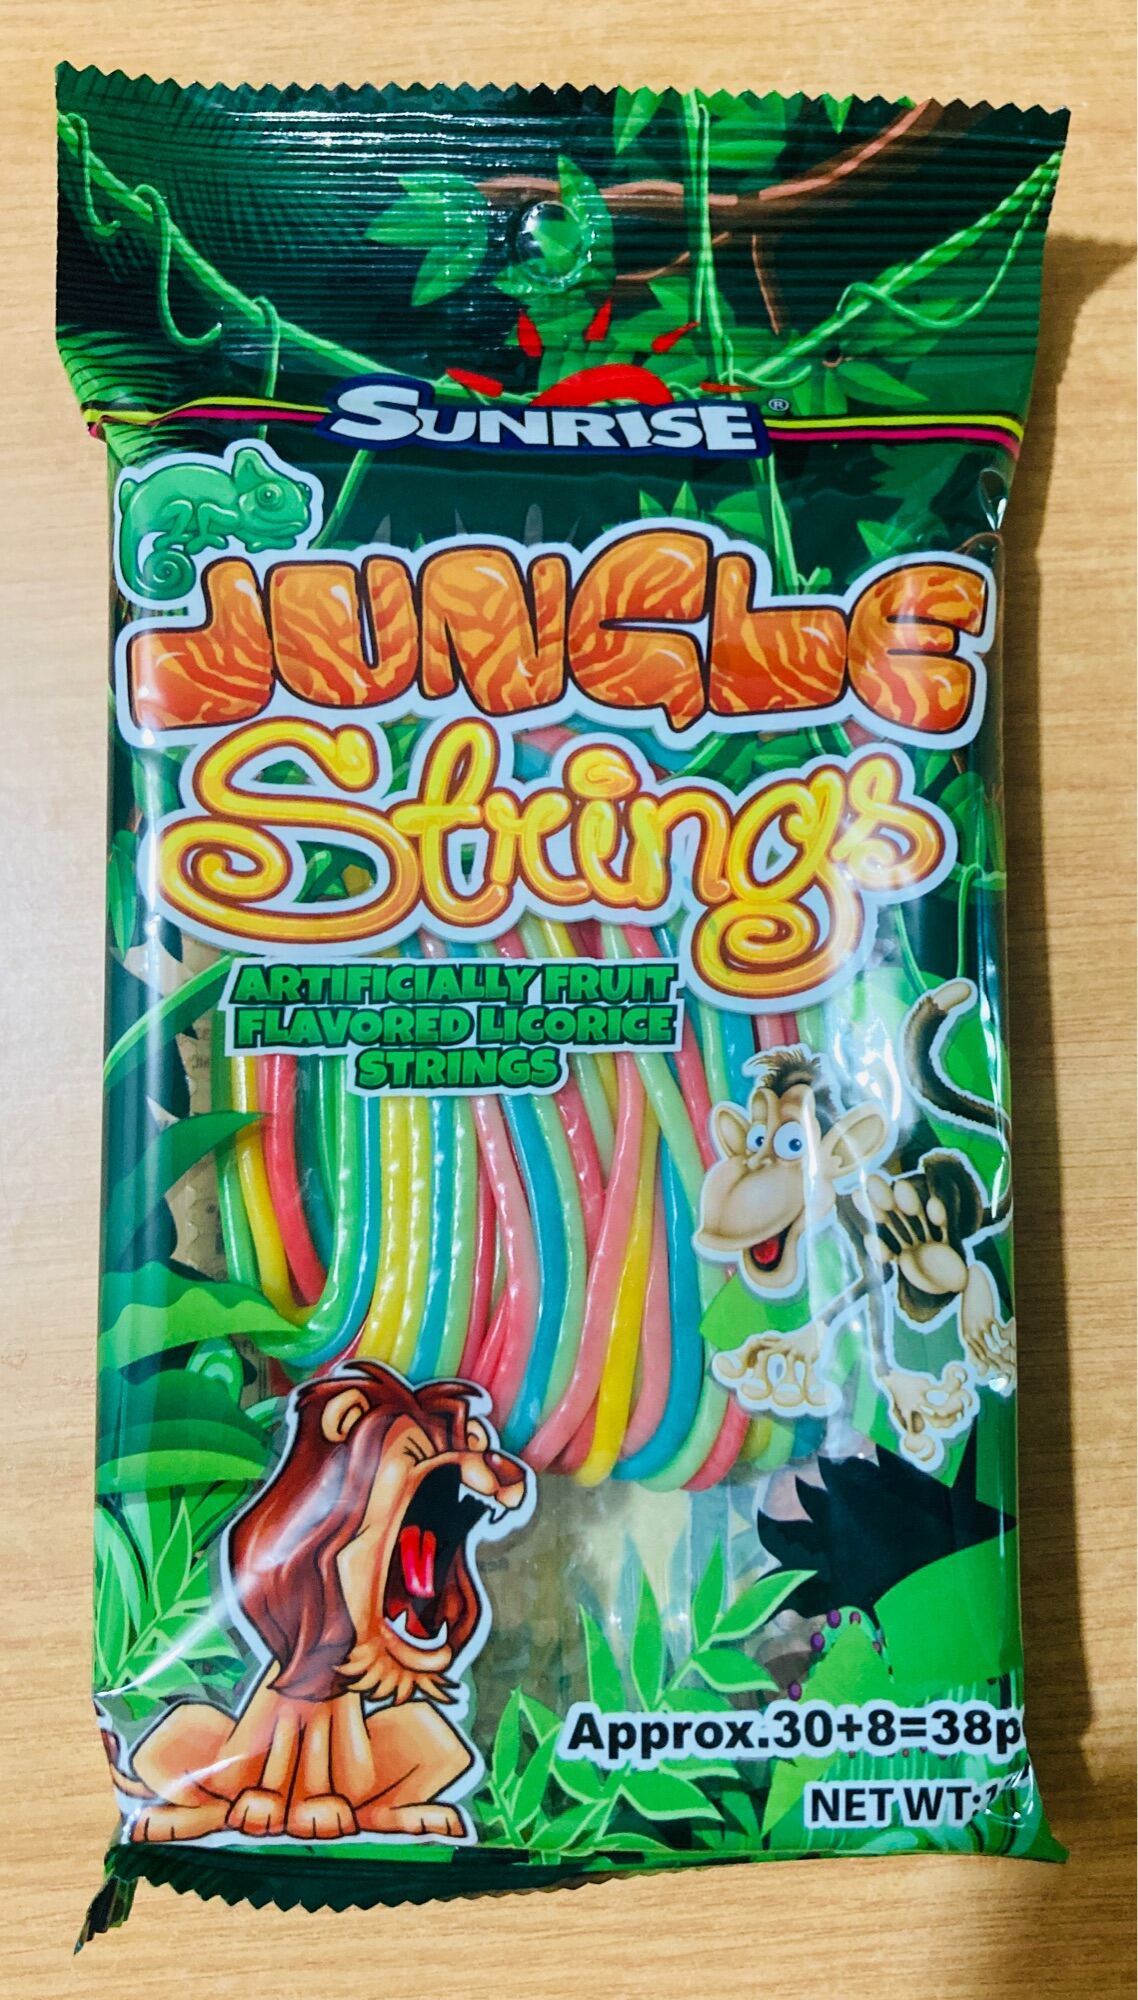 SUNRISE®
JUNGLE
Strings
ARTIFICIALLY FRUIT
FLAVORED LICORICE
STRINGS
Approx.30+8=38p
NET WT: